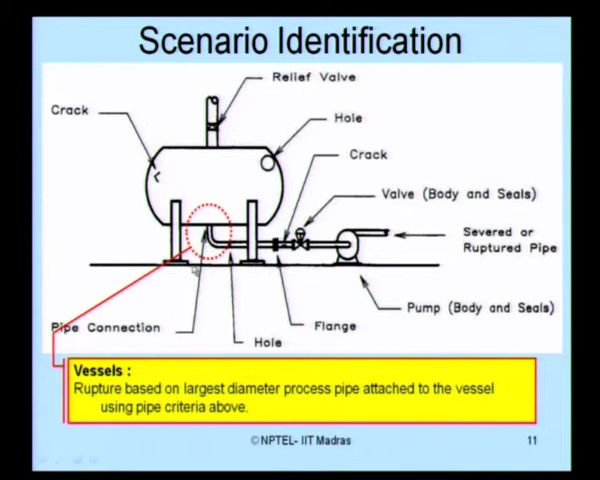 Scenario Identification
Relief Valve
Crack
Hole
Crack
Valve (Body and Seals)
Severed or
Ruptured Pipe
Pump (Body and Seals)
Pipe Connection
Flange
Hole
Vessels :
Rupture based on largest diameter process pipe attached to the vessel
using pipe criteria above.
©NPTEL- IIT Madras
11